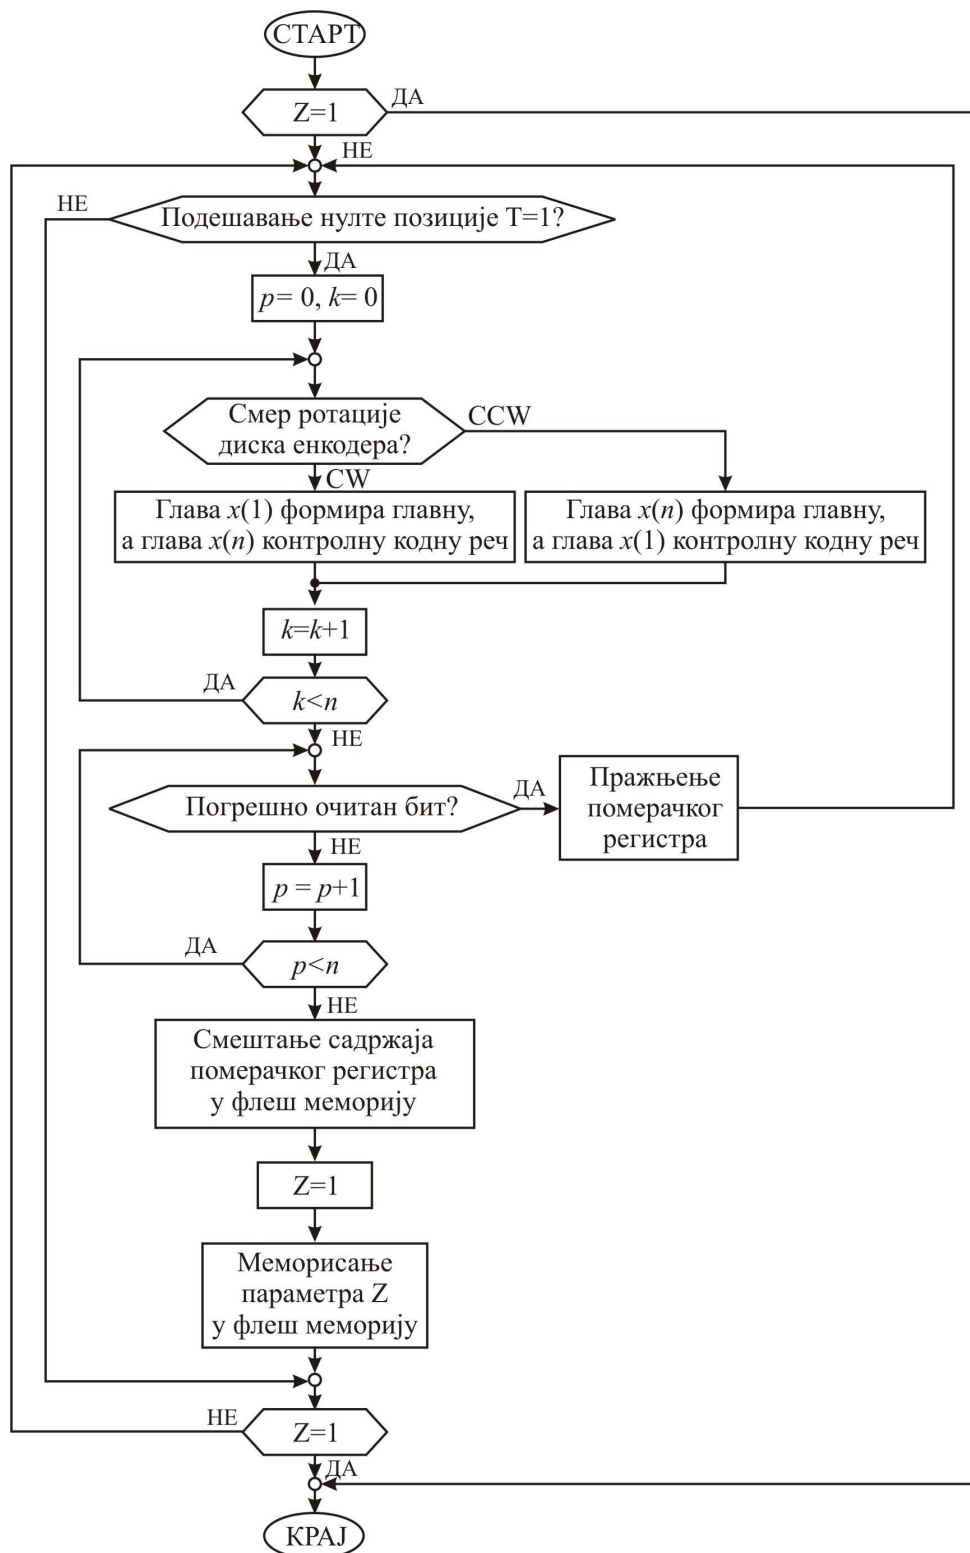 СТАРТ
Z=1
ДА
НЕ
НЕ
Подешавање нулте позиције T=1?
ДА
p= 0, k= 0
Смер ротације
диска енкодера?
CCW
CW
Глава x(1) формира главну,
а глава x(n) контролну кодну реч
Глава x(n) формира главну,
а глава x(1) контролну кодну реч
k=k+1
ДА
k<n
НЕ
Погрешно очитан бит?
ДА
Пражњење
померачког
регистра
НЕ
p = p+1
ДА
p<n
НЕ
Смештање садржаја
померачког регистра
у флеш меморију
Z=1
Меморисање
параметра Z
у флеш меморију
НЕ
Z=1
ДА
КРАЈ